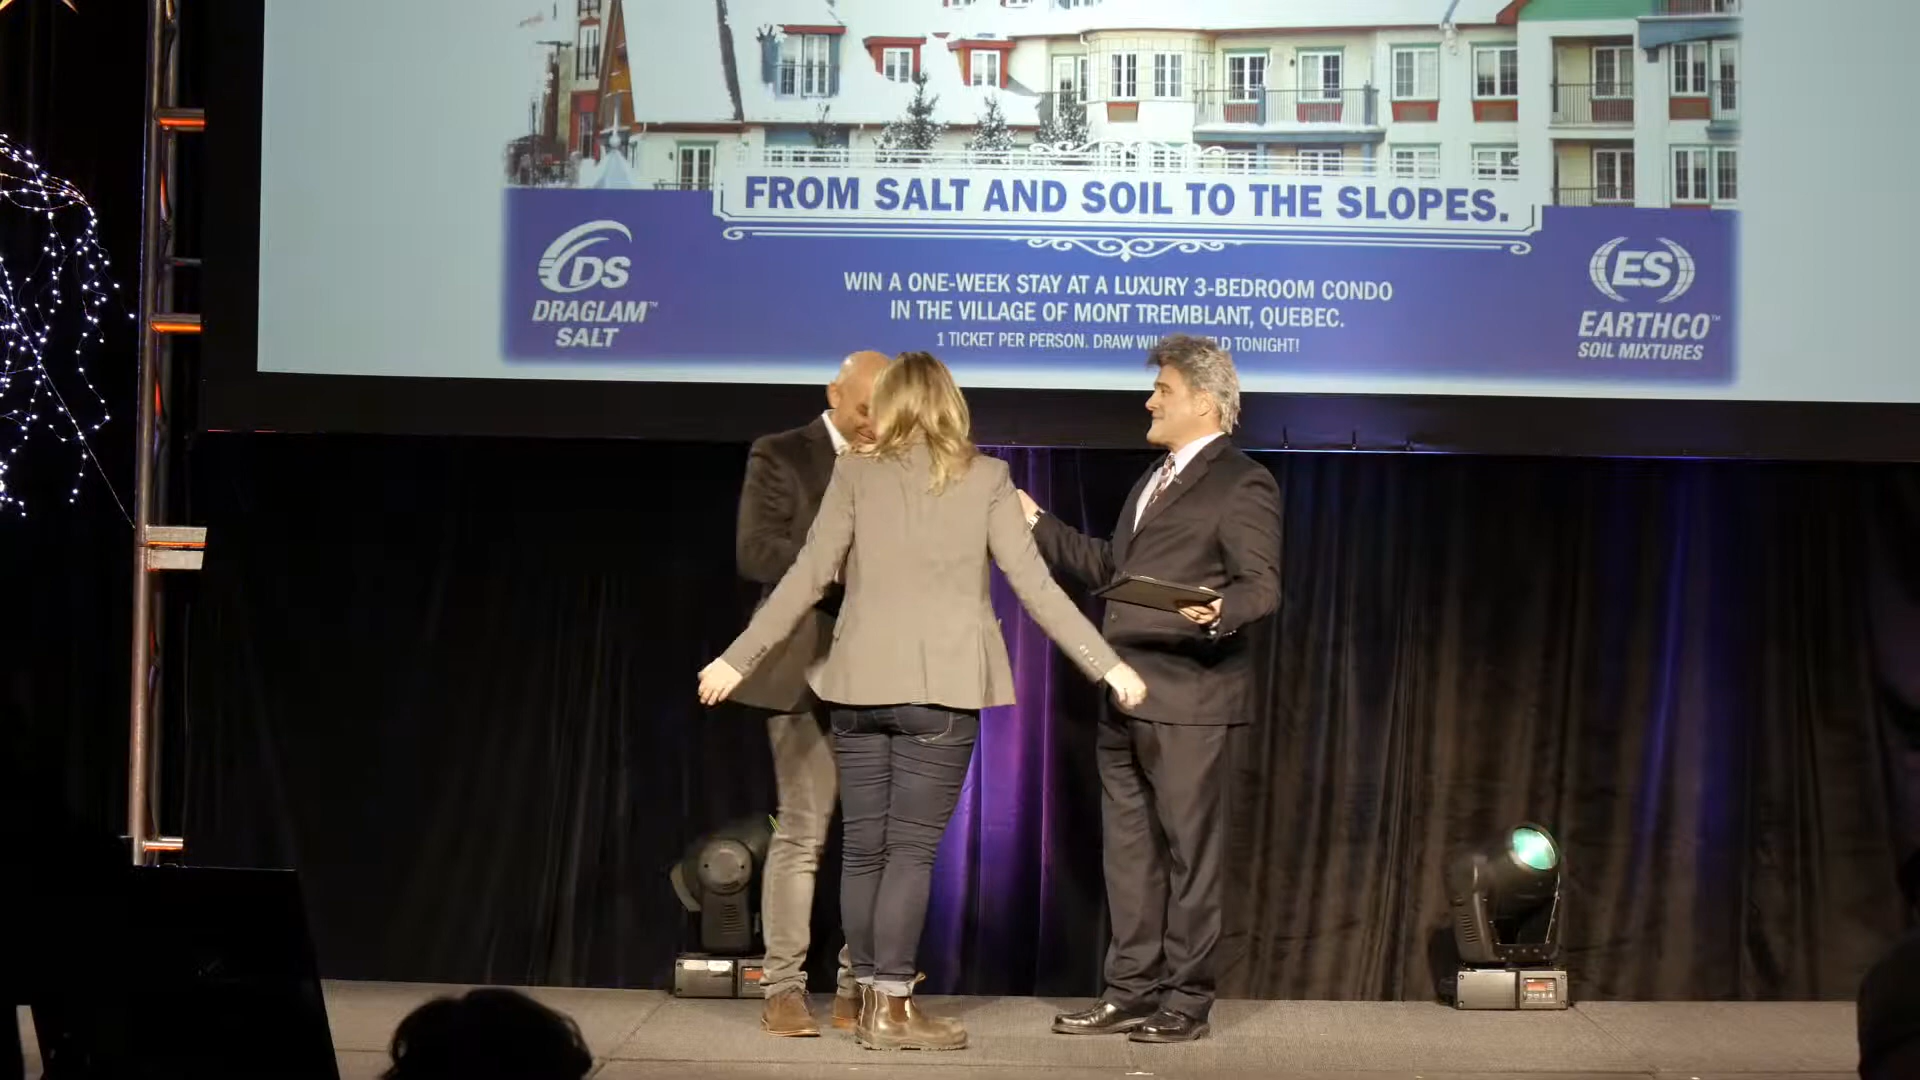 FROM SALT AND SOIL TO THE SLOPES.
DS
DRAGLAM™
SALT
WIN A ONE-WEEK STAY AT A LUXURY 3-BEDROOM CONDO
IN THE VILLAGE OF MONT TREMBLANT, QUEBEC.
1 TICKET PER PERSON. DRAW TONIGHT!
ES
EARTHCO™
SOIL MIXTURES